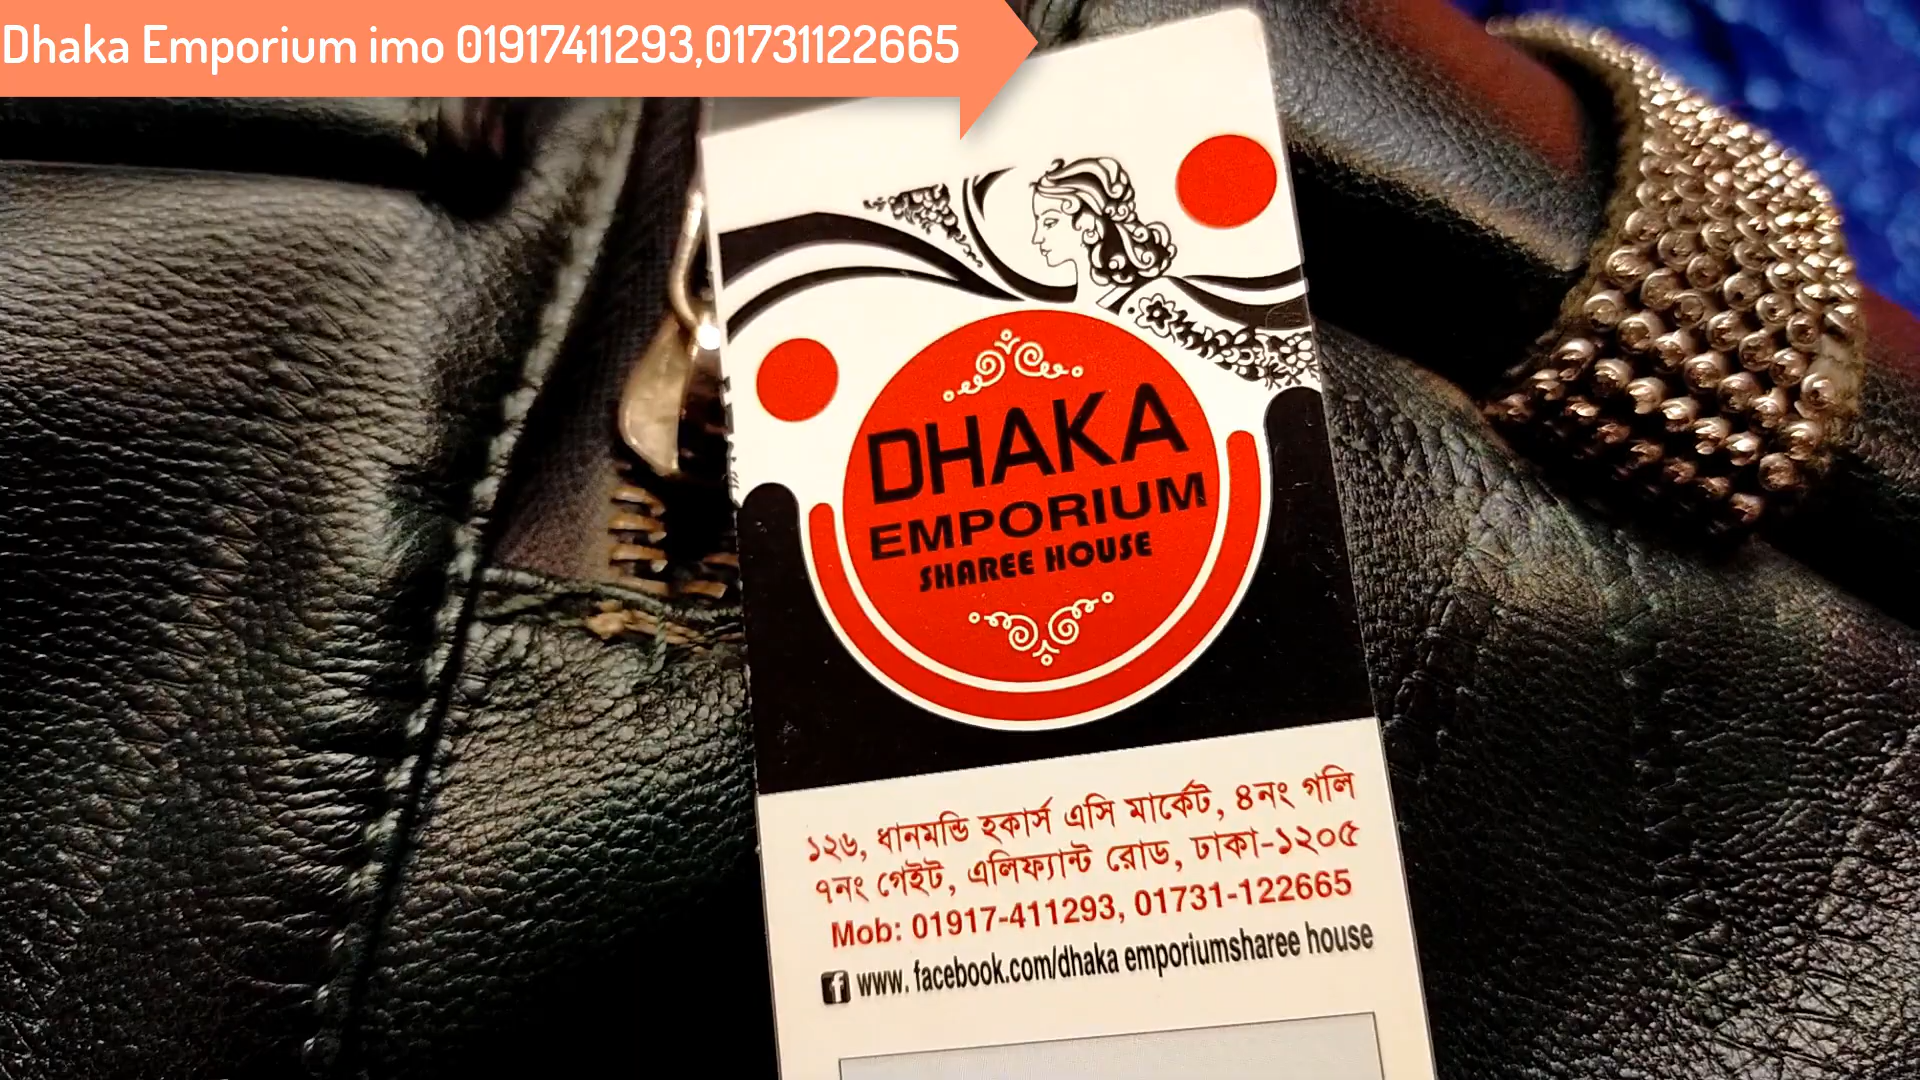 Dhaka Emporium imo 01917411293,01731122665
DHAKA
EMPORIUM
SHAREE HOUSE
১২৬, ধানমন্ডি হকার্স এসি মার্কেট, ৪নং গলি
৭নং গেইট, এলিফ্যান্ট রোড, ঢাকা-১২০৫
Mob: 01917-411293, 01731-122665
f www. facebook.com/dhaka emporiumsharee house